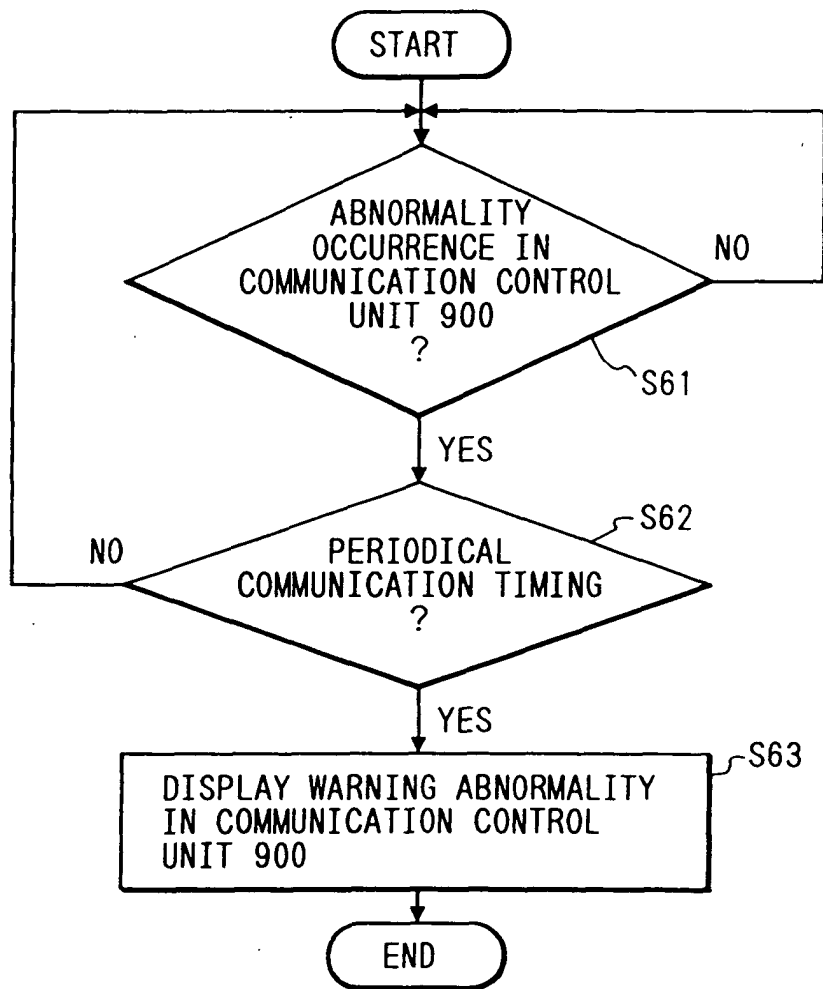 START
ABNORMALITY
OCCURRENCE IN
COMMUNICATION CONTROL
UNIT 900
?
NO
S61
YES
S62
NO
PERIODICAL
COMMUNICATION TIMING
?
YES
S63
DISPLAY WARNING ABNORMALITY
IN COMMUNICATION CONTROL
UNIT 900
END